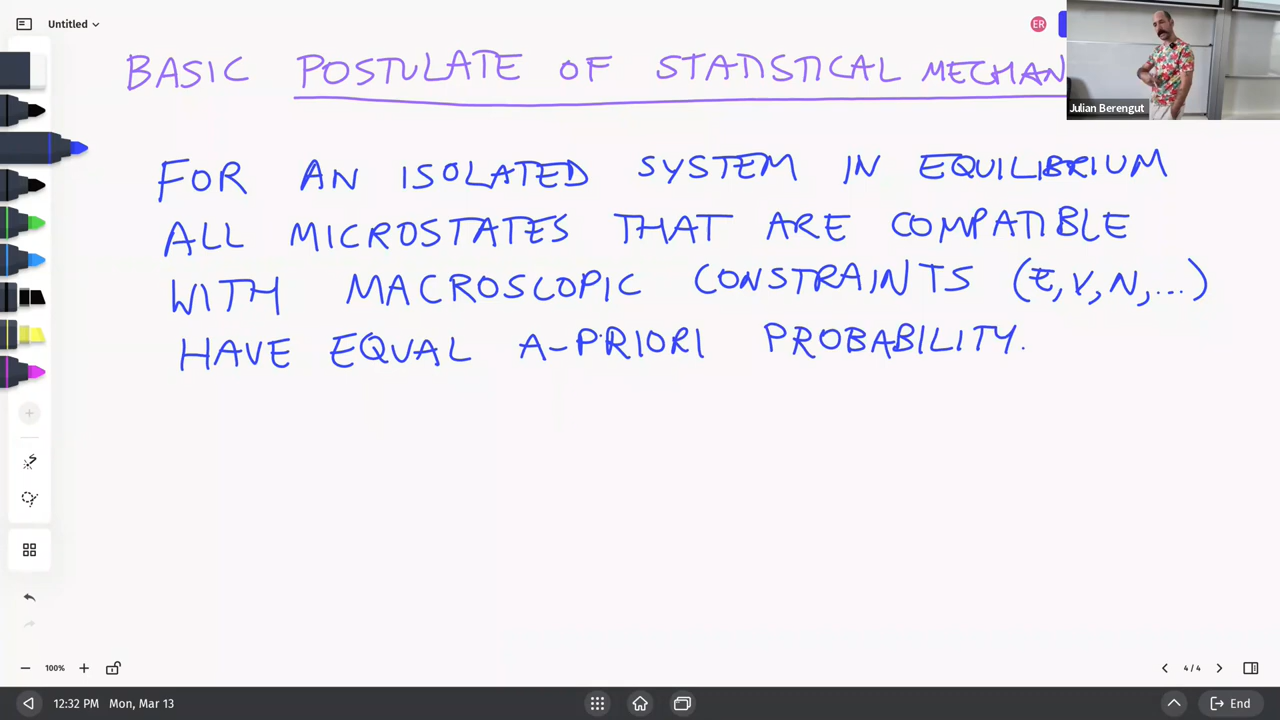 Untitled
ER
BASIC POSTULATE OF STATISTICAL MECHAN
Julian Berengut
FOR AN ISOLATED SYSTEM IN EQUILIBRIUM
ALL MICROSTATES THAT ARE COMPATIBLE
WITH MACROSCOPIC CONSTRAINTS (E, V, N, ...)
HAVE EQUAL A-PRIORI PROBABILITY.
100%
4/4
12:32 PM Mon, Mar 13
End